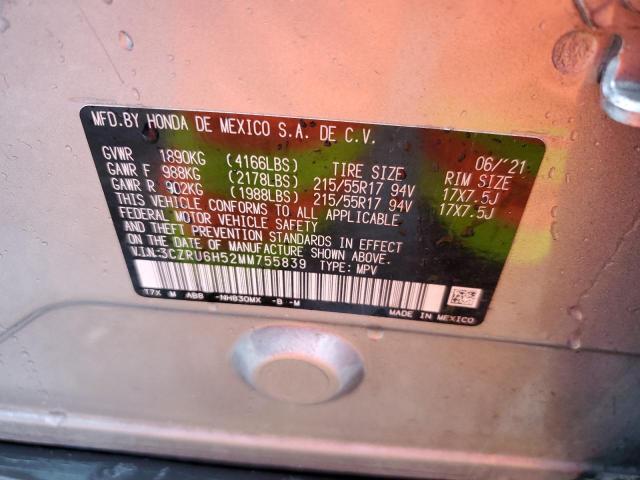 MFD.BY HONDA DE MEXICO S.A. DE C.V.
GVWR 1890KG (4166LBS) TIRE SIZE 06/'21
GAWR F 988KG (2178LBS) 215/55R17 94V RIM SIZE 17X7.5J
GAWR R 902KG (1988LBS) 215/55R17 94V 17X7.5J
THIS VEHICLE CONFORMS TO ALL APPLICABLE
FEDERAL MOTOR VEHICLE SAFETY
AND THEFT PREVENTION STANDARDS IN EFFECT
ON THE DATE OF MANUFACTURE SHOWN ABOVE.
VIN:3CZRU6H52MM755839 TYPE: MPV
T7X M ABB -NH830MX -B -M
MADE IN MEXICO